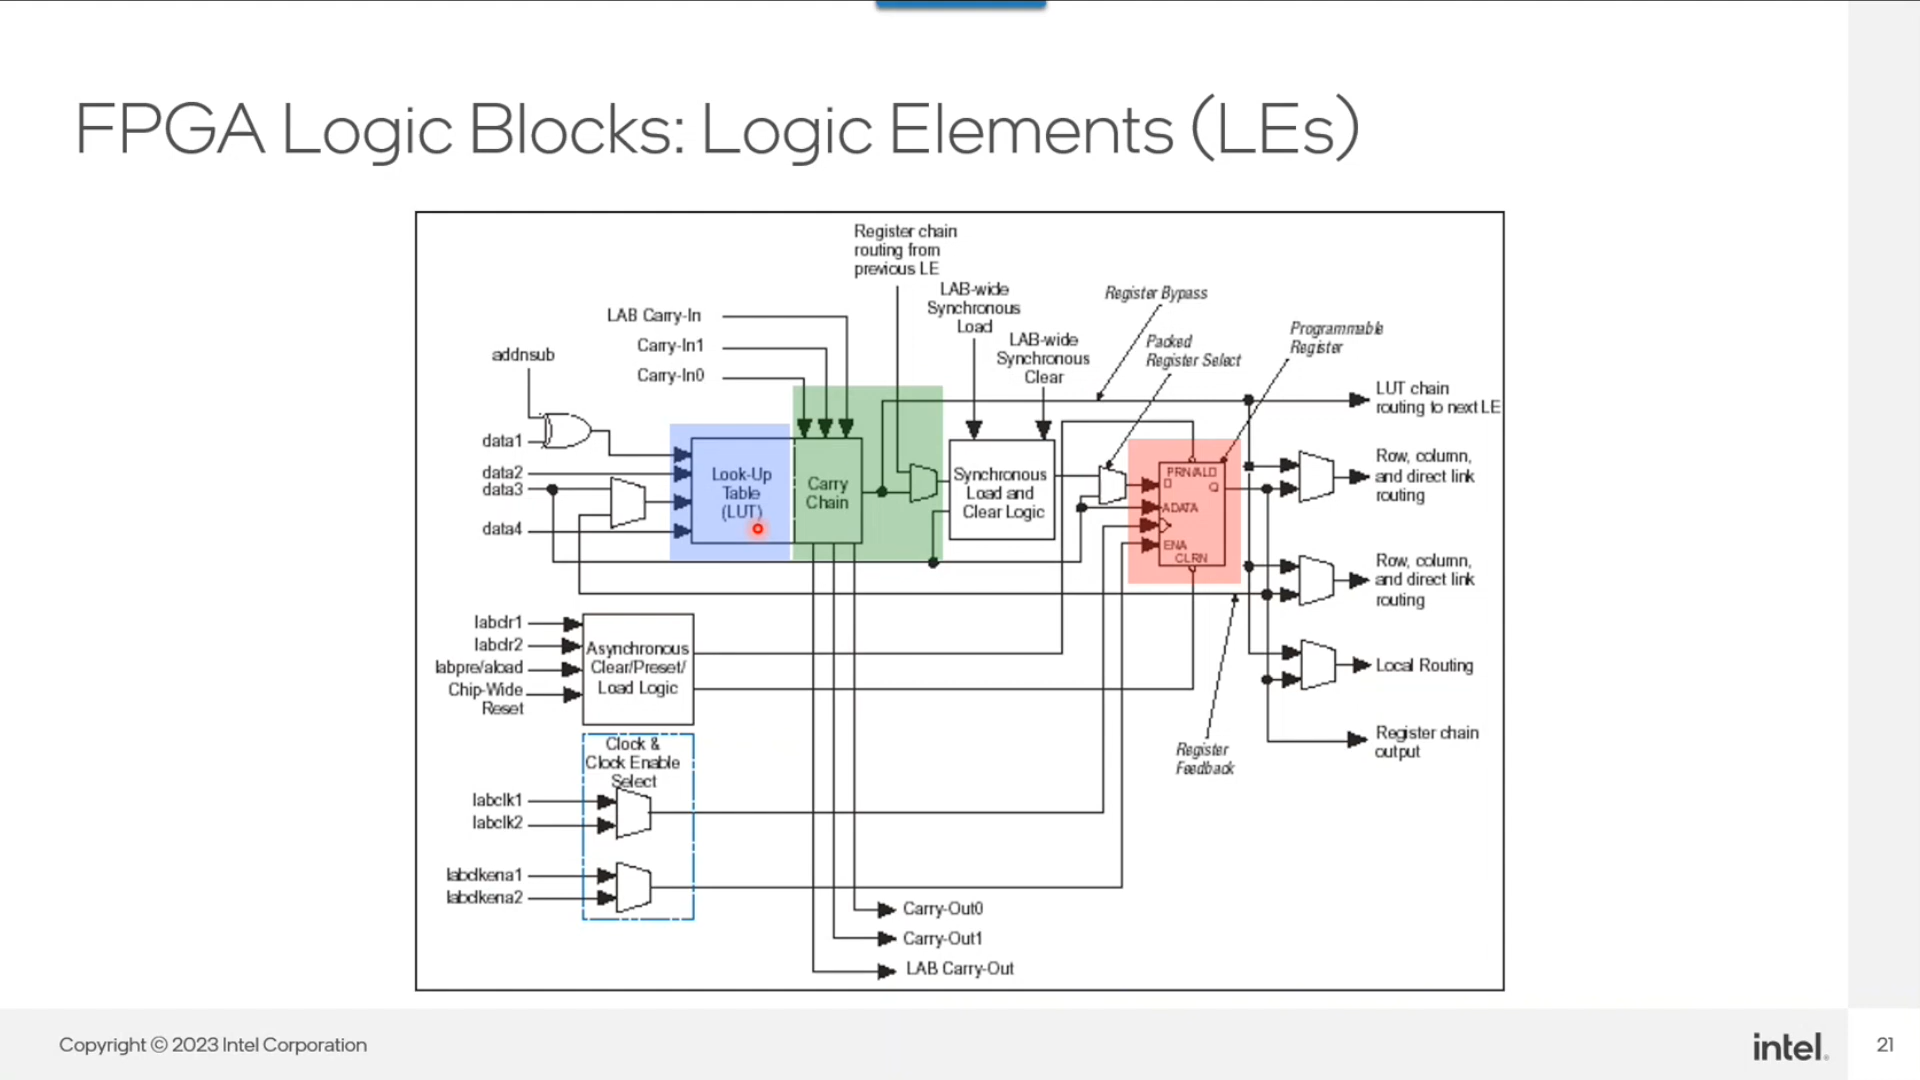 FPGA Logic Blocks: Logic Elements (LEs)
Register chain
routing from
previous LE
LAB-wide
Synchronous
Load
Register Bypass
LAB Carry-In
Carry-In1
Carry-In0
LAB-wide
Synchronous
Clear
Packed
Register Select
Programmable
Register
addnsub
data1
data2
data3
data4
Look-Up
Table
(LUT)
Carry
Chain
Synchronous
Load and
Clear Logic
PRN/ALD
D
Q
ADATA
ENA
CLRN
LUT chain
routing to next LE
Row, column,
and direct link
routing
Row, column,
and direct link
routing
Local Routing
Register chain
output
labclr1
labclr2
labpre/aload
Chip-Wide
Reset
Asynchronous
Clear/Preset/
Load Logic
Register
Feedback
Clock &
Clock Enable
Select
labclk1
labclk2
labclkena1
labclkena2
Carry-Out0
Carry-Out1
LAB Carry-Out
Copyright © 2023 Intel Corporation
intel.
21